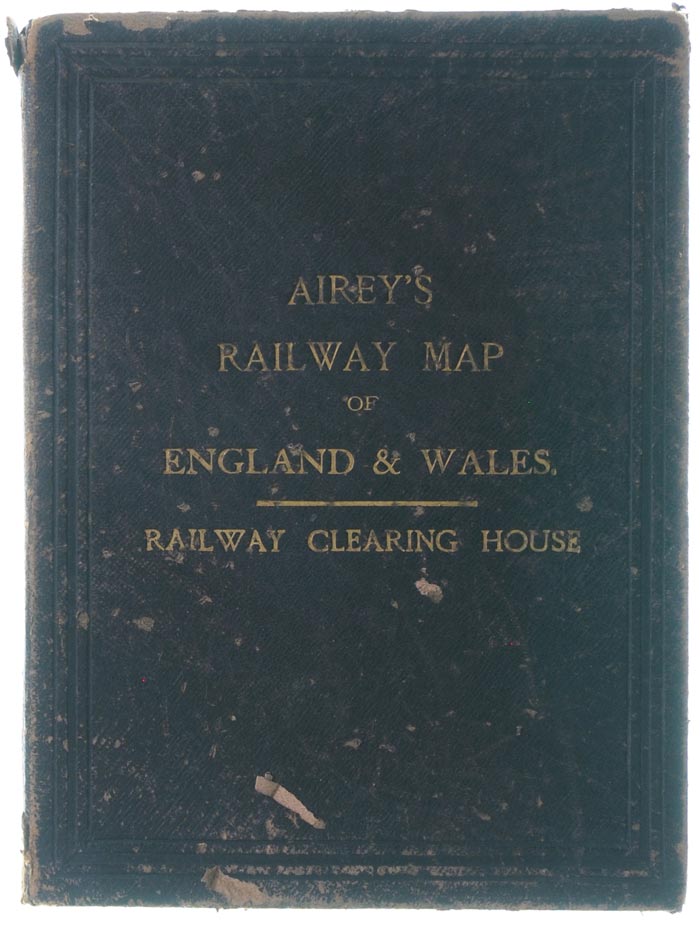 AIREY'S
RAILWAY MAP
OF
ENGLAND & WALES.
RAILWAY CLEARING HOUSE